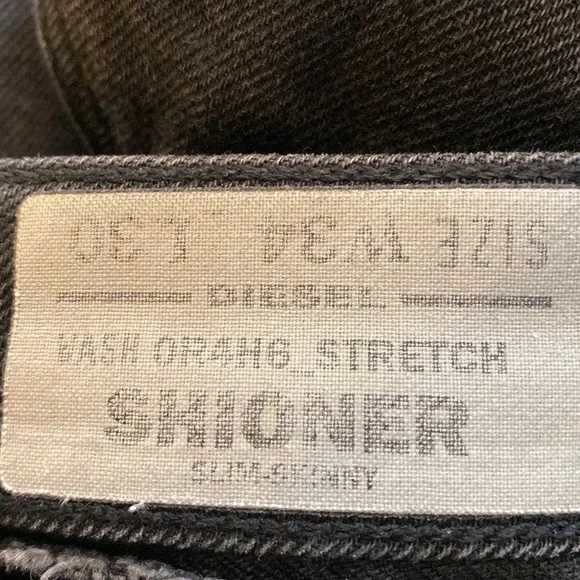 SIZE W34 L30
DIESEL
WASH 0R4H6_STRETCH
SHIONER
SLIM-SKINNY